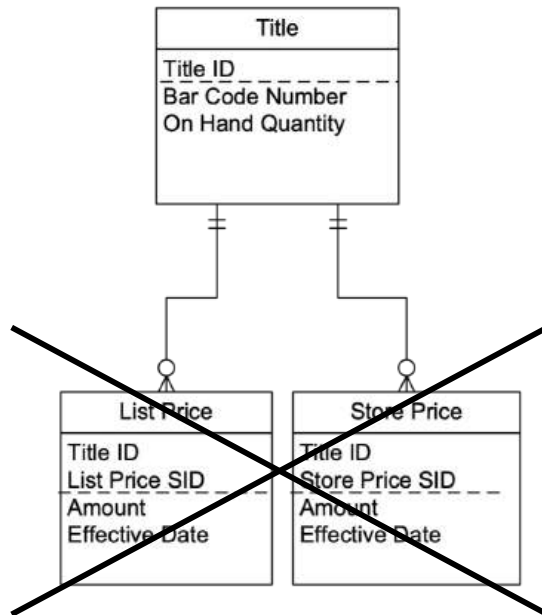 Title
Title ID
Bar Code Number
On Hand Quantity
List Price
Title ID
List Price SID
Amount
Effective Date
Store Price
Title ID
Store Price SID
Amount
Effective Date